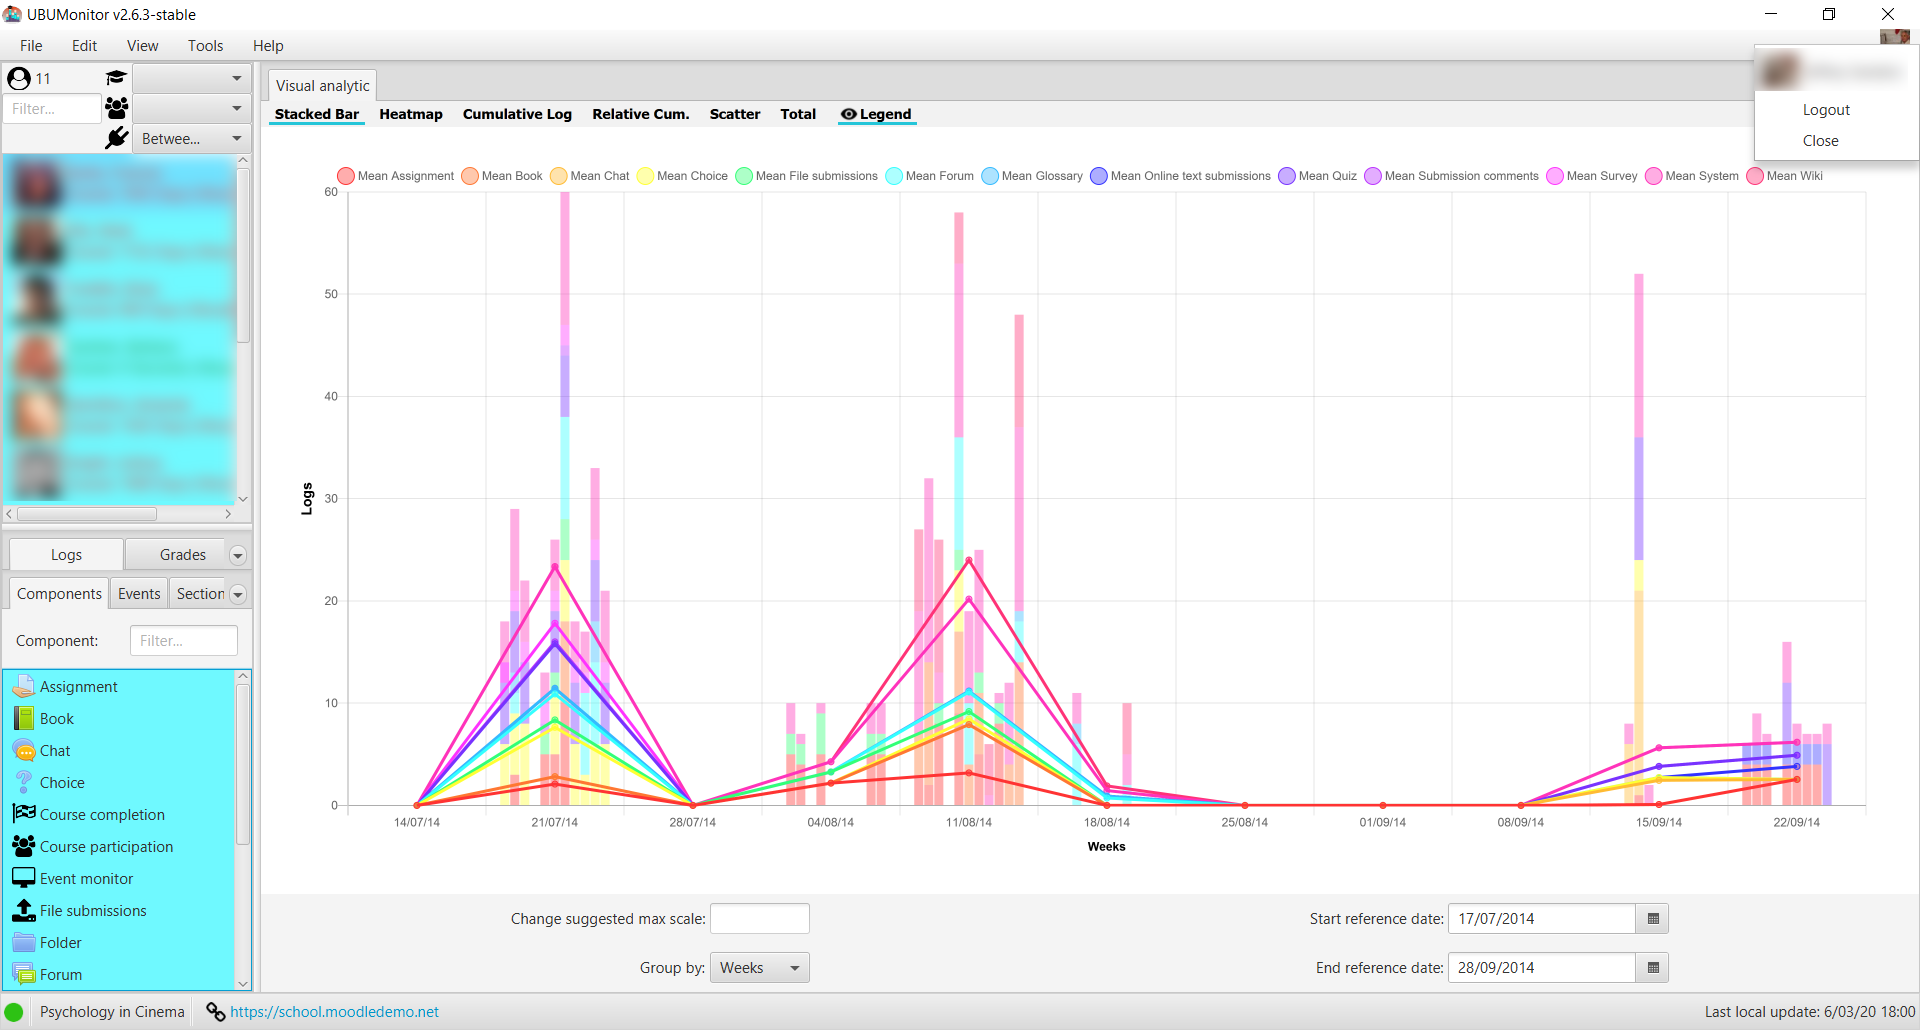 UBUMonitor v2.6.3-stable
File Edit View Tools Help
11
Filter...
Betwee...
Logout
Close
Visual analytic
Stacked Bar Heatmap Cumulative Log Relative Cum. Scatter Total Legend
Mean Assignment Mean Book Mean Chat Mean Choice Mean File submissions Mean Forum Mean Glossary Mean Online text submissions Mean Quiz Mean Submission comments Mean Survey Mean System Mean Wiki
60
50
40
30
20
10
0
Logs
14/07/14 21/07/14 28/07/14 04/08/14 11/08/14 18/08/14 25/08/14 01/09/14 08/09/14 15/09/14 22/09/14
Weeks
Logs Grades
Components Events Section
Component: Filter...
Assignment
Book
Chat
Choice
Course completion
Course participation
Event monitor
File submissions
Folder
Forum
Change suggested max scale:
Group by: Weeks
Start reference date: 17/07/2014
End reference date: 28/09/2014
Psychology in Cinema https://school.moodledemo.net Last local update: 6/03/20 18:00